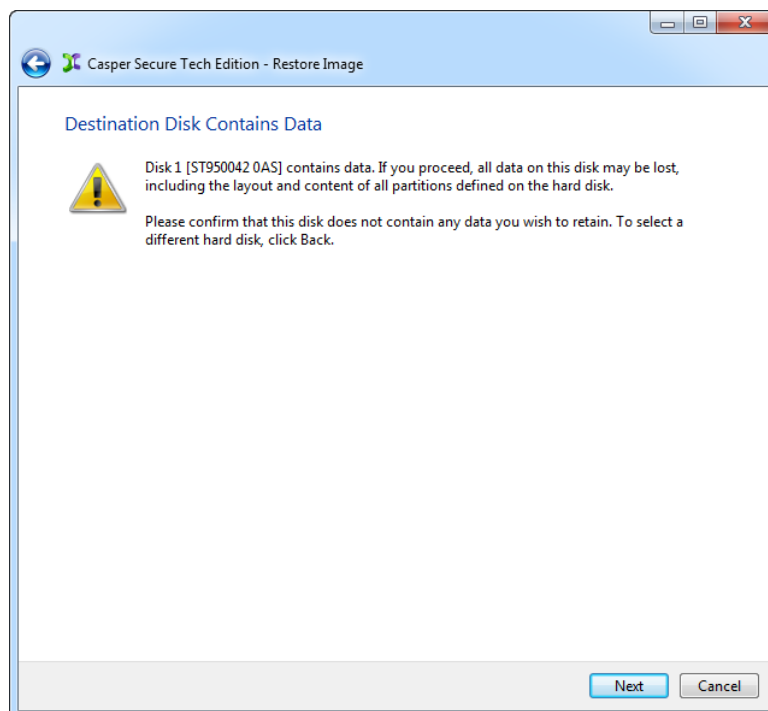 Casper Secure Tech Edition - Restore Image
Destination Disk Contains Data
Disk 1 [ST950042 0AS] contains data. If you proceed, all data on this disk may be lost,
including the layout and content of all partitions defined on the hard disk.
Please confirm that this disk does not contain any data you wish to retain. To select a
different hard disk, click Back.
Next
Cancel